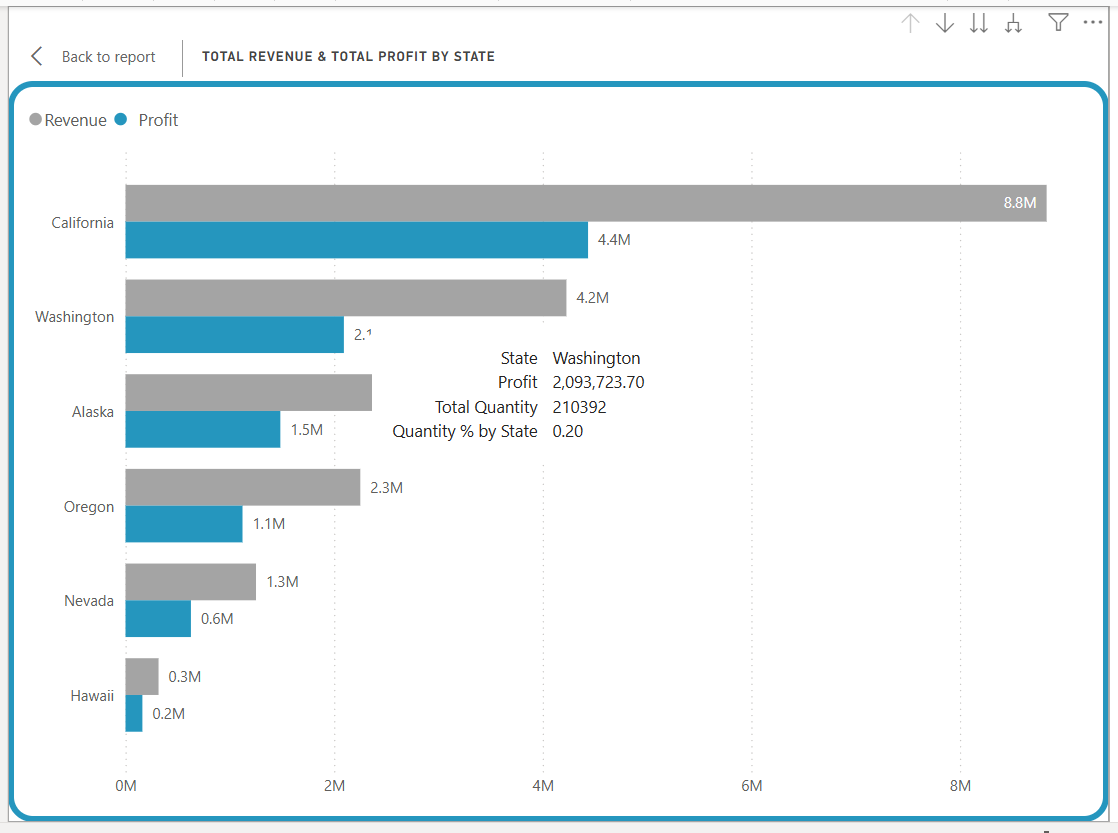 Back to report
TOTAL REVENUE & TOTAL PROFIT BY STATE
Revenue Profit
California
8.8M
4.4M
Washington
4.2M
State Washington
Profit 2,093,723.70
Total Quantity 210392
Quantity % by State 0.20
Alaska
1.5M
Oregon
2.3M
1.1M
Nevada
1.3M
0.6M
Hawaii
0.3M
0.2M
0M 2M 4M 6M 8M